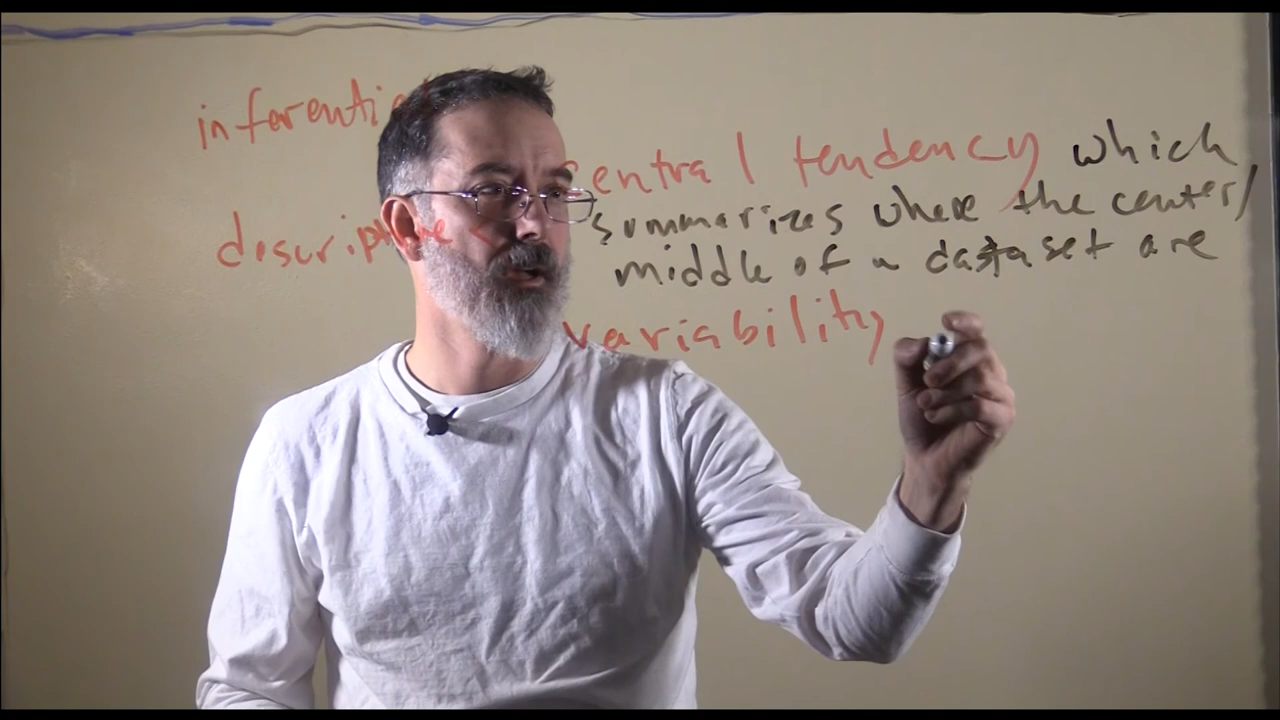 inferential
central tendency which
summarizes where the center/
descriptive
middle of a dataset are
variability